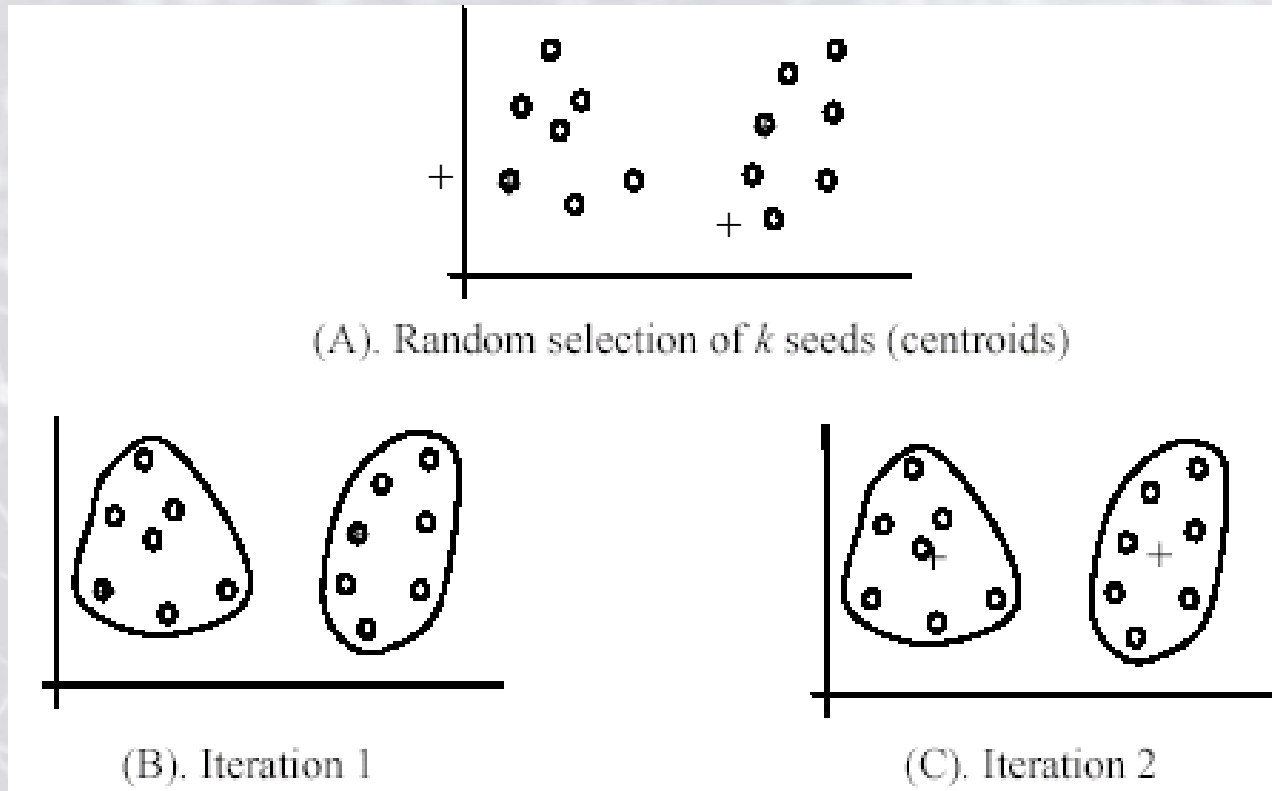 (A). Random selection of k seeds (centroids)
(B). Iteration 1
(C). Iteration 2